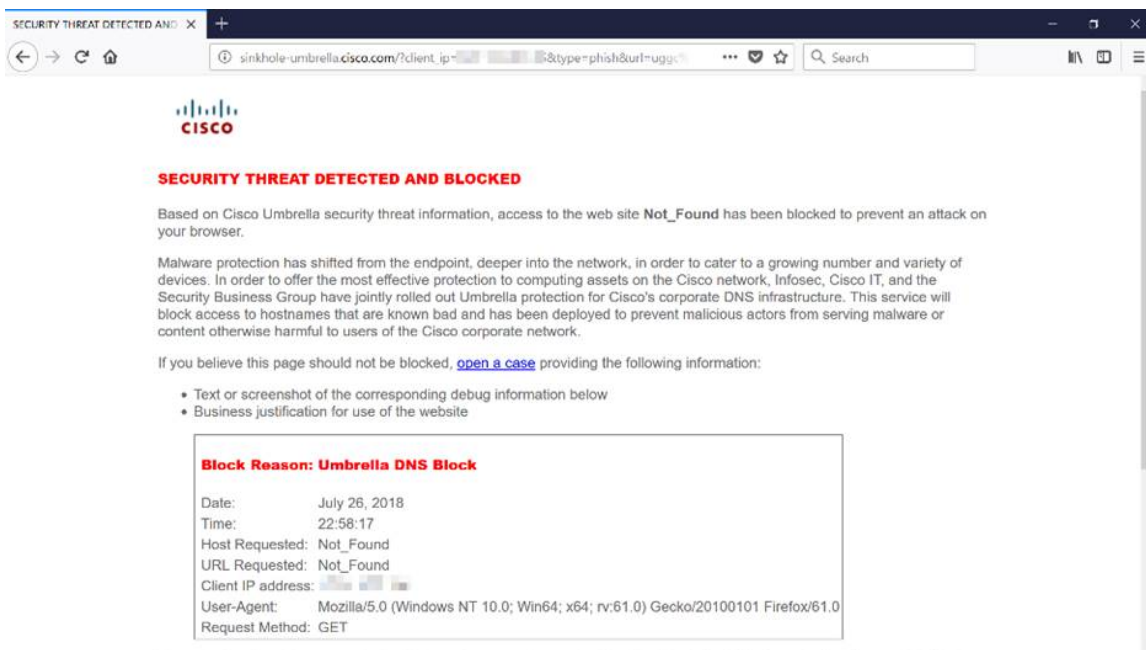 SECURITY THREAT DETECTED AND
sinkhole-umbrella.cisco.com/?client_ip= &type=phish&url=uggc
Search
CISCO
SECURITY THREAT DETECTED AND BLOCKED
Based on Cisco Umbrella security threat information, access to the web site Not_Found has been blocked to prevent an attack on
your browser.
Malware protection has shifted from the endpoint, deeper into the network, in order to cater to a growing number and variety of
devices. In order to offer the most effective protection to computing assets on the Cisco network, Infosec, Cisco IT, and the
Security Business Group have jointly rolled out Umbrella protection for Cisco's corporate DNS infrastructure. This service will
block access to hostnames that are known bad and has been deployed to prevent malicious actors from serving malware or
content otherwise harmful to users of the Cisco corporate network.
If you believe this page should not be blocked, open a case providing the following information:
• Text or screenshot of the corresponding debug information below
• Business justification for use of the website
Block Reason: Umbrella DNS Block
Date: July 26, 2018
Time: 22:58:17
Host Requested: Not_Found
URL Requested: Not_Found
Client IP address:
User-Agent: Mozilla/5.0 (Windows NT 10.0; Win64; x64; rv:61.0) Gecko/20100101 Firefox/61.0
Request Method: GET